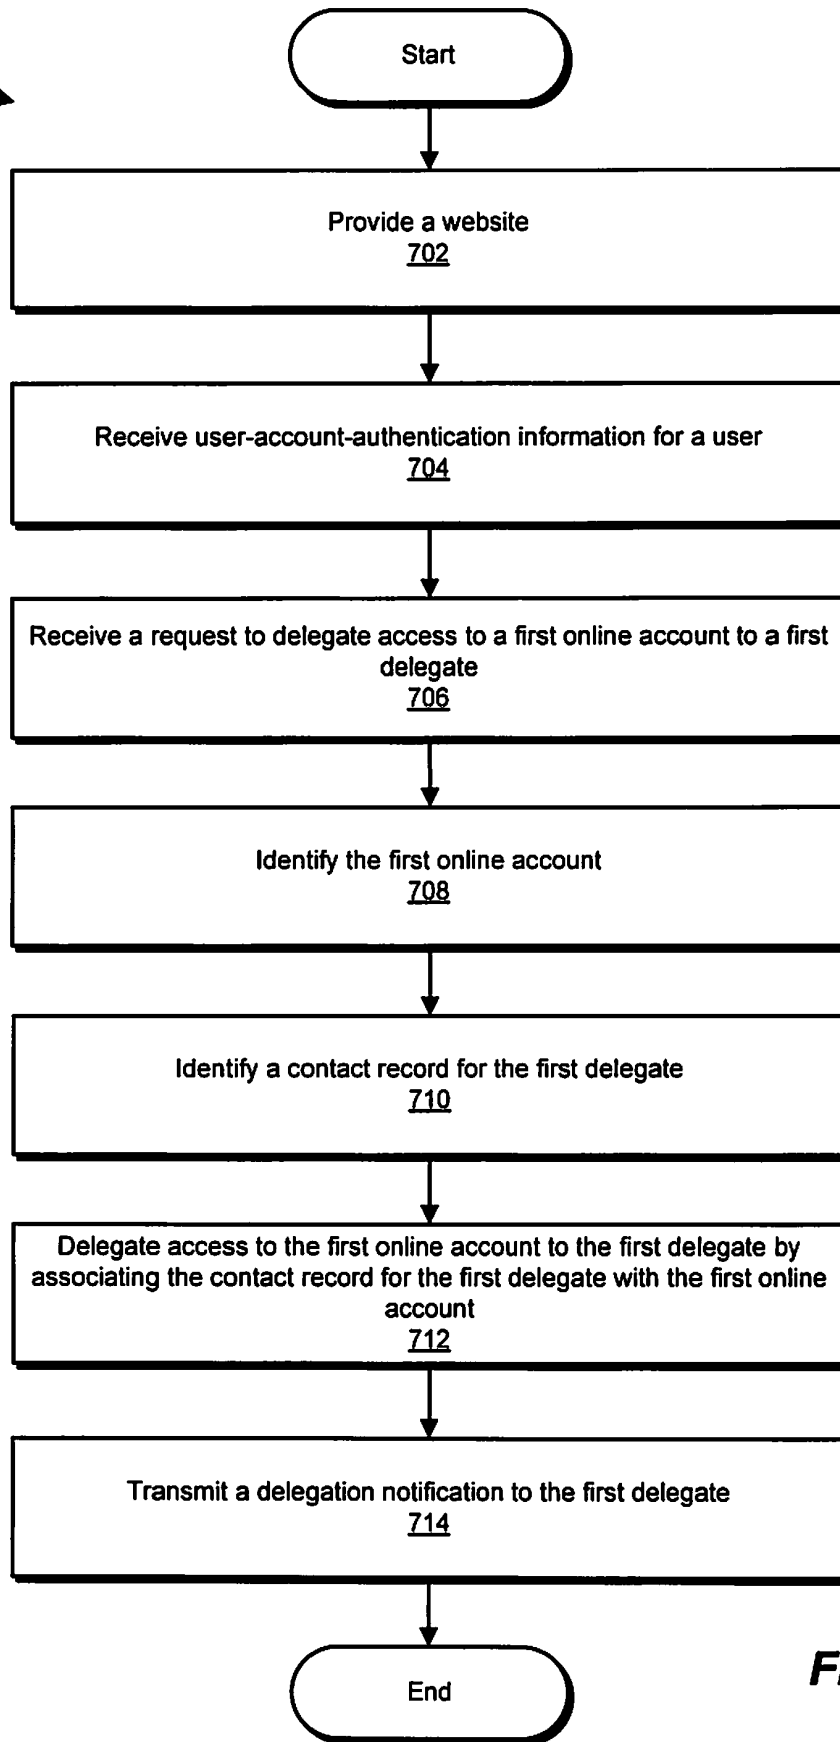 Start
Provide a website
702
Receive user-account-authentication information for a user
704
Receive a request to delegate access to a first online account to a first
delegate
706
Identify the first online account
708
Identify a contact record for the first delegate
710
Delegate access to the first online account to the first delegate by
associating the contact record for the first delegate with the first online
account
712
Transmit a delegation notification to the first delegate
714
End